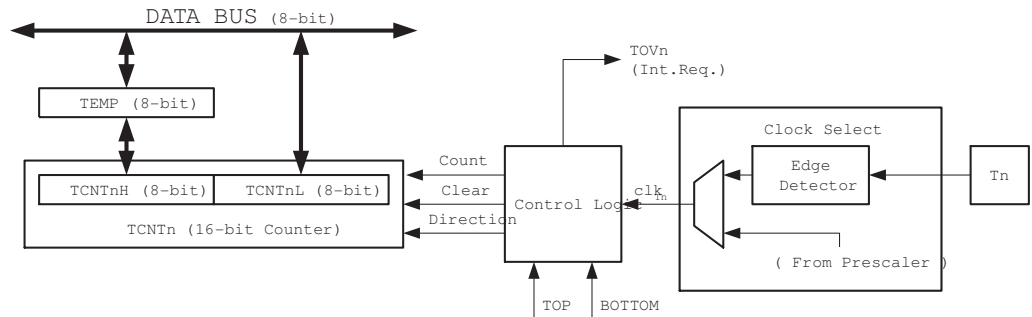 DATA BUS (8-bit)
TOVn
(Int.Req.)
TEMP (8-bit)
Clock Select
Count
Edge
Detector
Tn
TCNTnH (8-bit)
TCNTnL (8-bit)
Clear
Control Logic
clkTn
Direction
TCNTn (16-bit Counter)
( From Prescaler )
TOP
BOTTOM